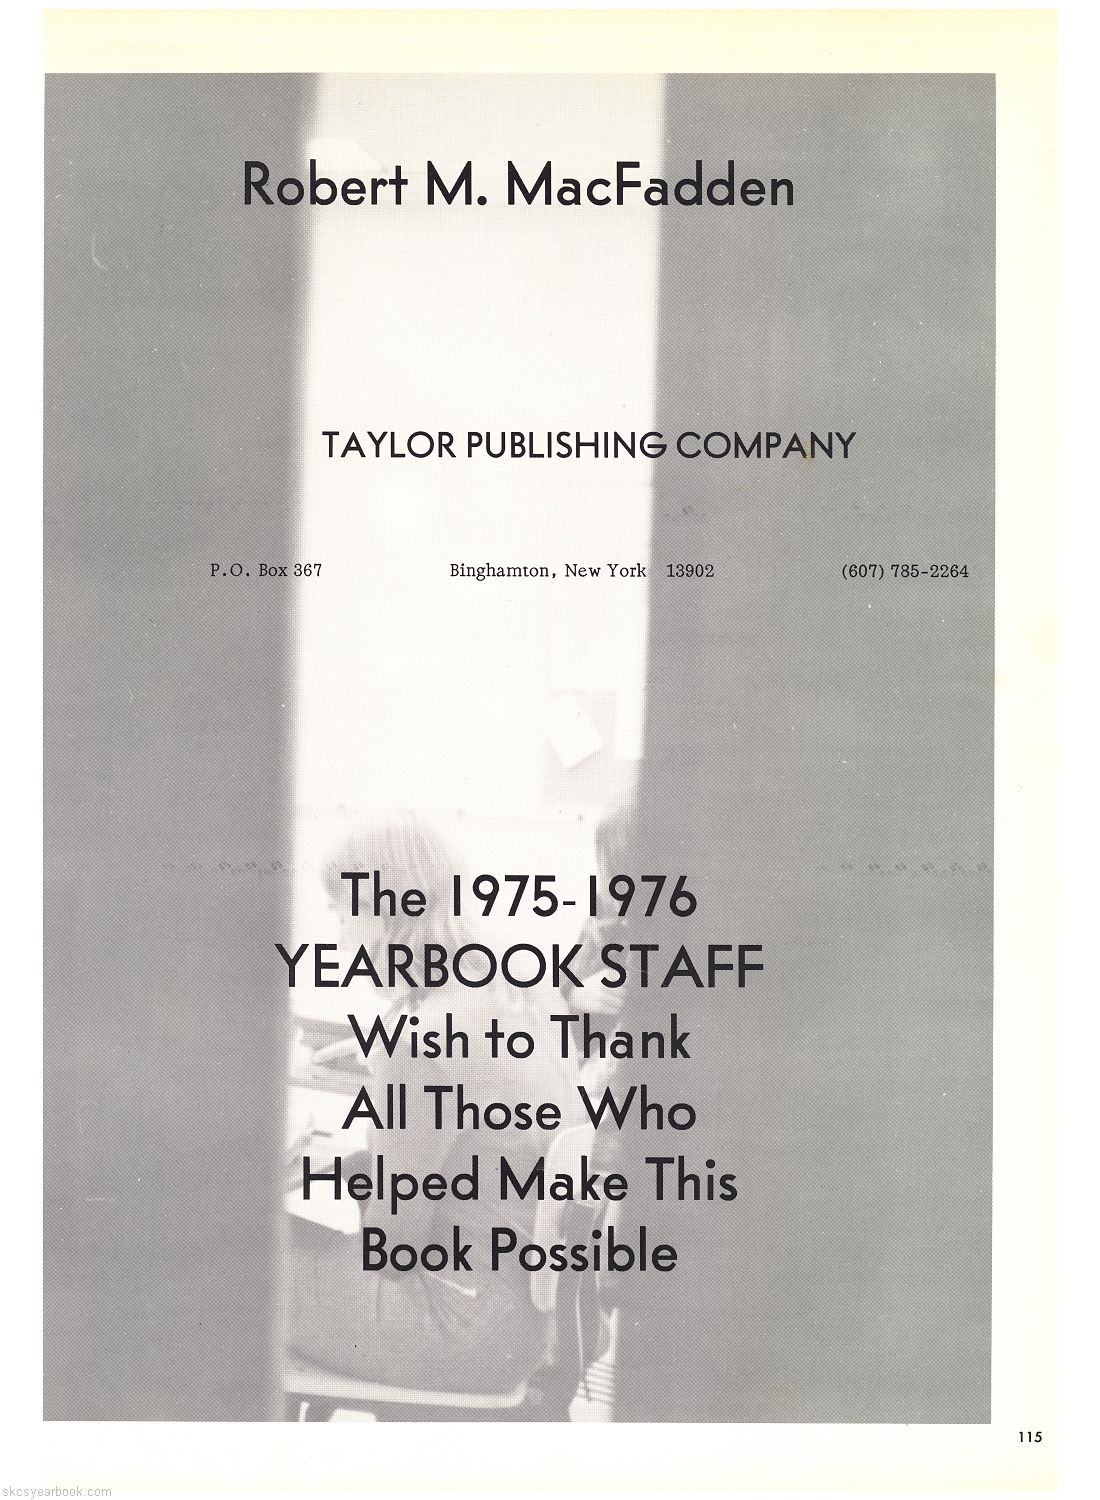 Robert M. MacFadden
TAYLOR PUBLISHING COMPANY
P.O. Box 367 Binghamton, New York 13902 (607) 785-2264
The 1975-1976
YEARBOOK STAFF
Wish to Thank
All Those Who
Helped Make This
Book Possible
115
skcsyearbook.com